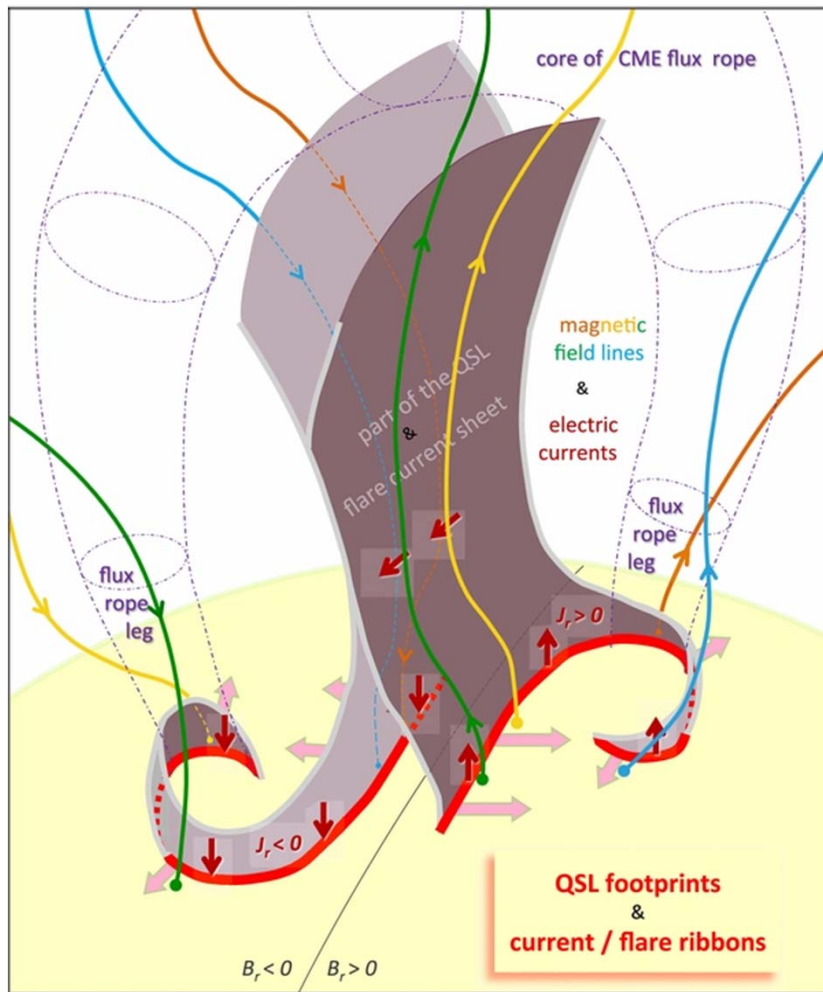 core of CME flux rope
magnetic
field lines
&
electric
currents
part of the QSL
&
flare current sheet
flux
rope
leg
flux
rope
leg
J_r > 0
J_r < 0
QSL footprints
&
current / flare ribbons
B_r < 0 B_r > 0